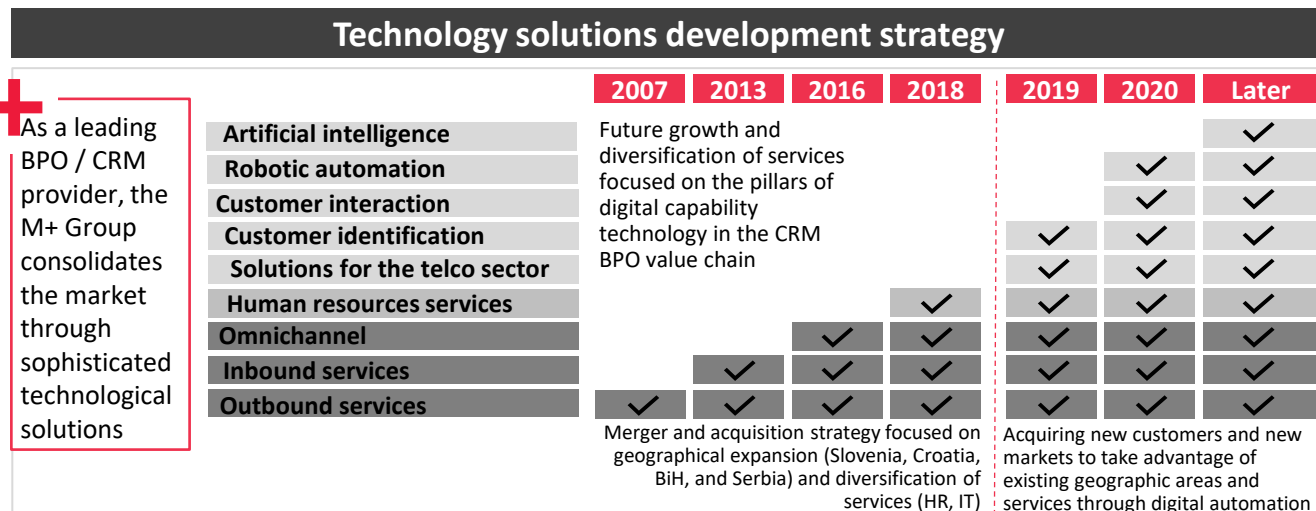 Technology solutions development strategy
As a leading
BPO / CRM
provider, the
M+ Group
consolidates
the market
through
sophisticated
technological
solutions
2007 2013 2016 2018 2019 2020 Later
Artificial intelligence
Robotic automation
Customer interaction
Customer identification
Solutions for the telco sector
Human resources services
Omnichannel
Inbound services
Outbound services
Future growth and
diversification of services
focused on the pillars of
digital capability
technology in the CRM
BPO value chain
Merger and acquisition strategy focused on
geographical expansion (Slovenia, Croatia,
BiH, and Serbia) and diversification of
services (HR, IT)
Acquiring new customers and new
markets to take advantage of
existing geographic areas and
services through digital automation